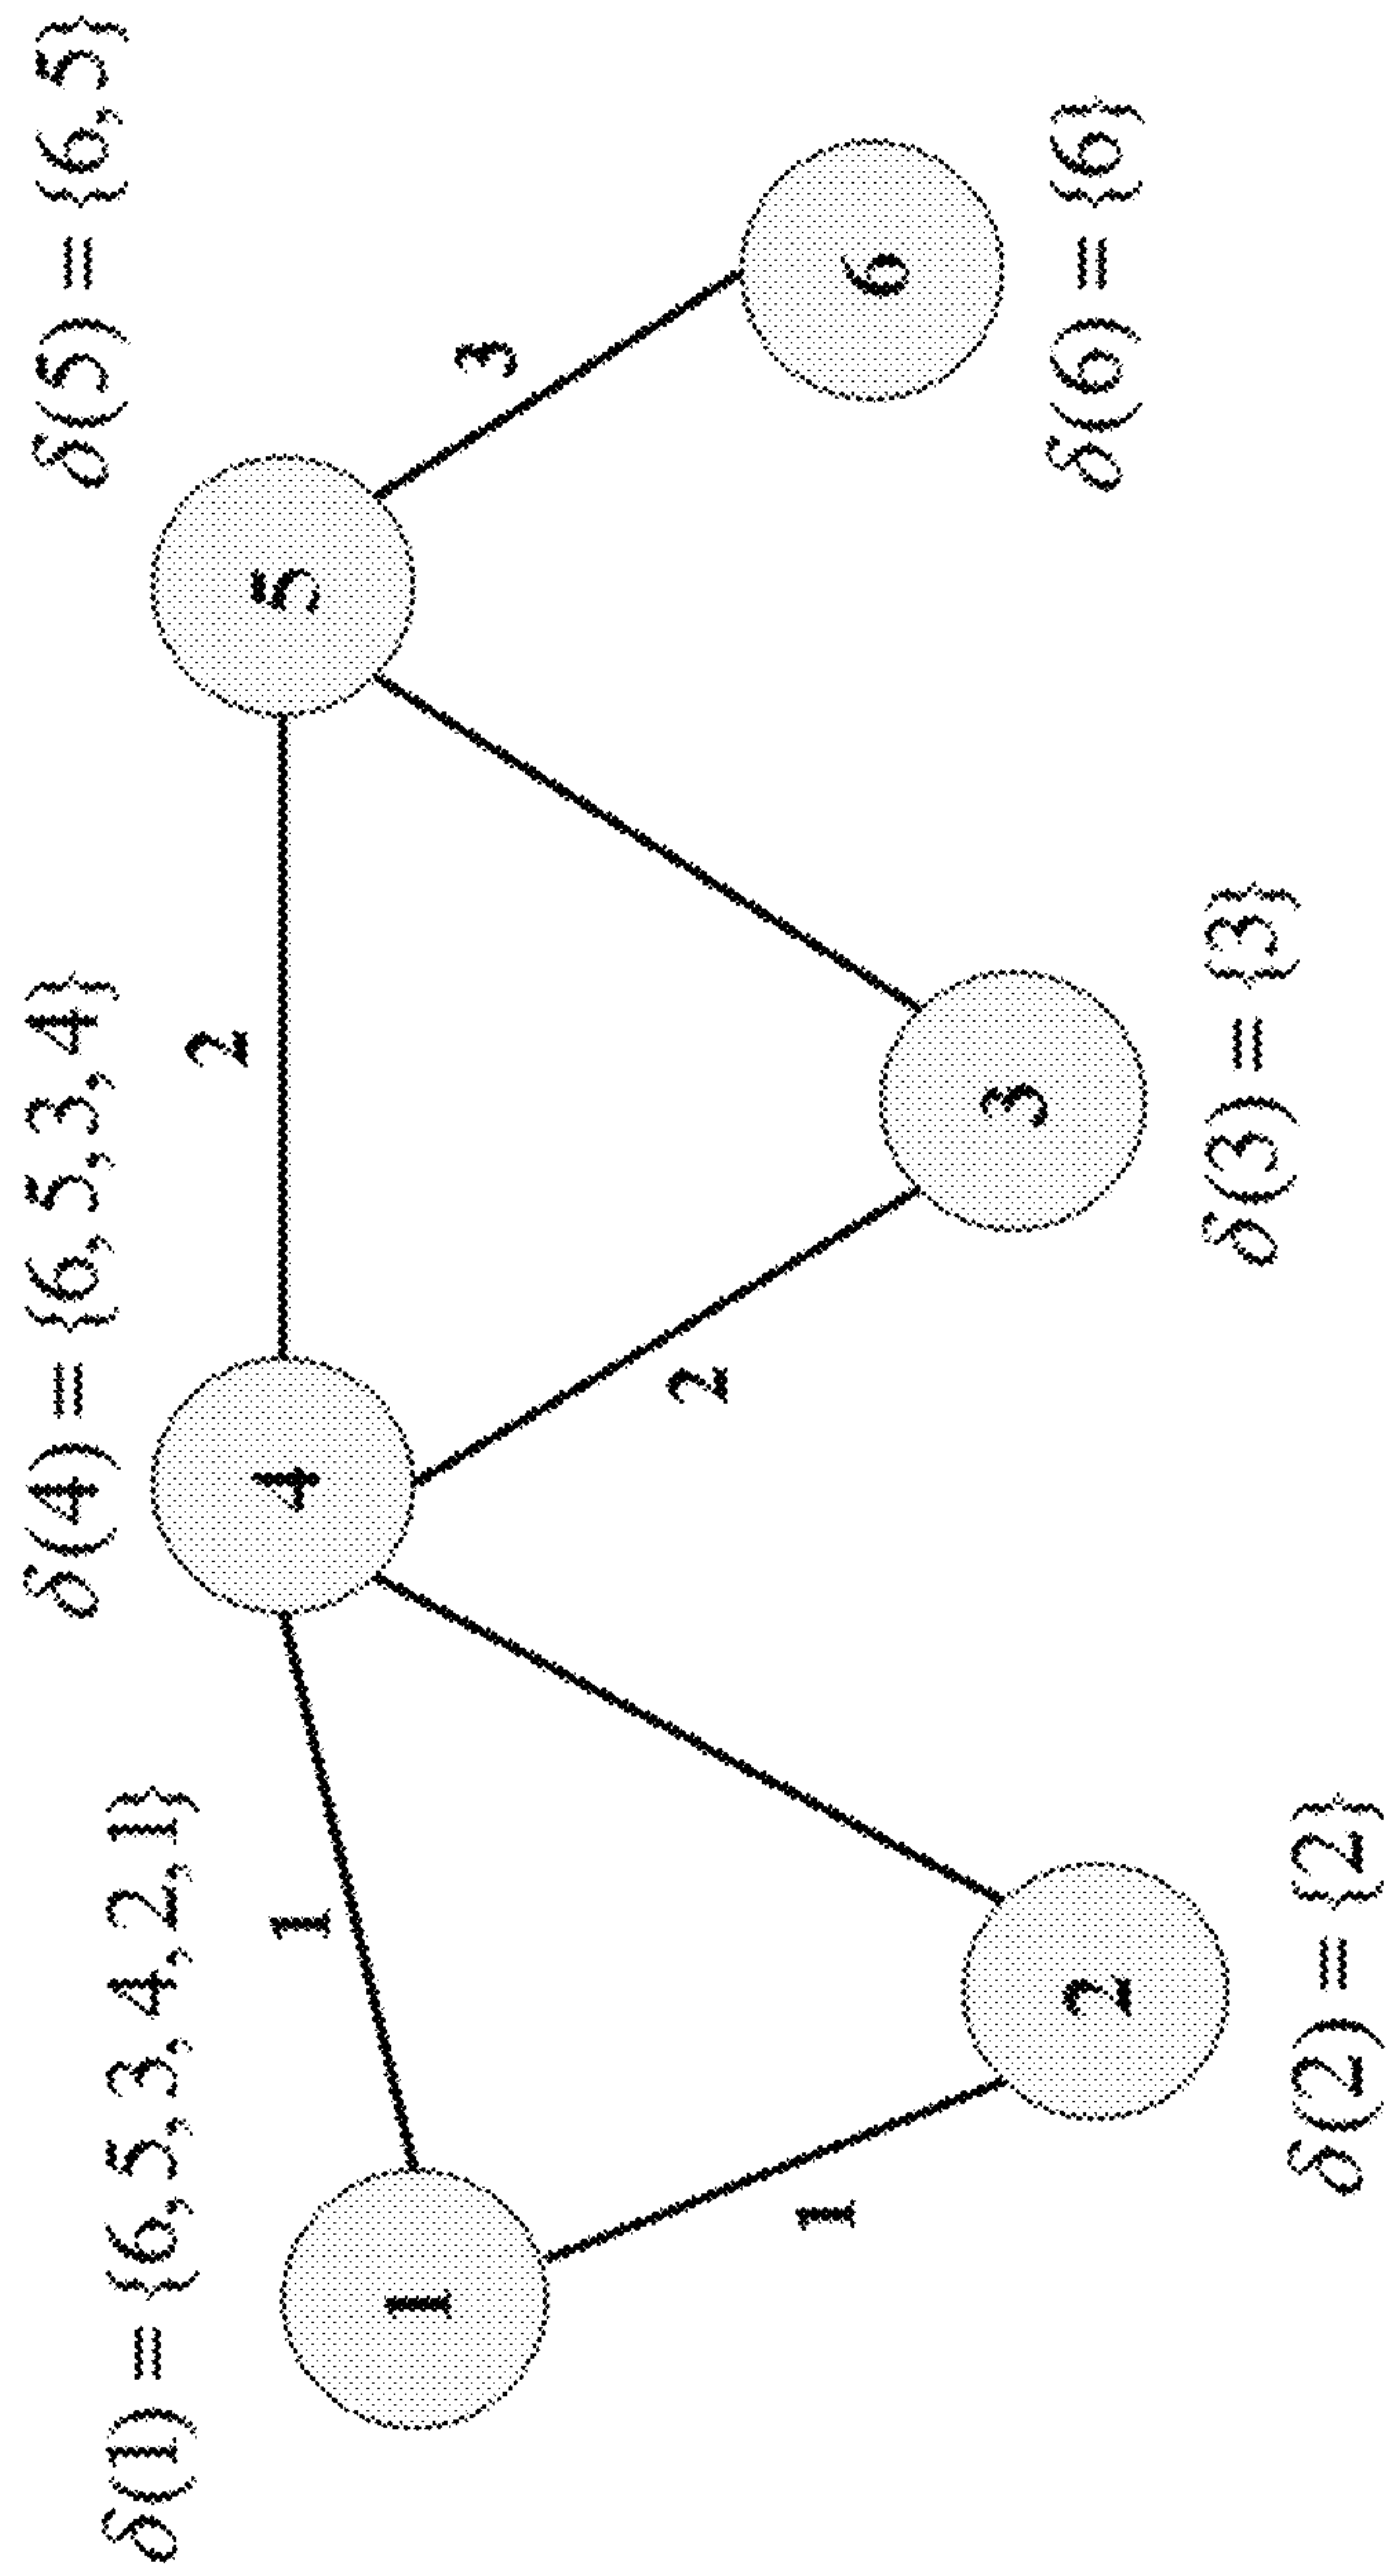 δ(1) = {6, 5, 3, 4, 2, 1}
δ(4) = {6, 5, 3, 4}
δ(5) = {6, 5}
1
2
3
4
5
1
2
1
2
3
6
δ(2) = {2}
δ(3) = {3}
δ(6) = {6}